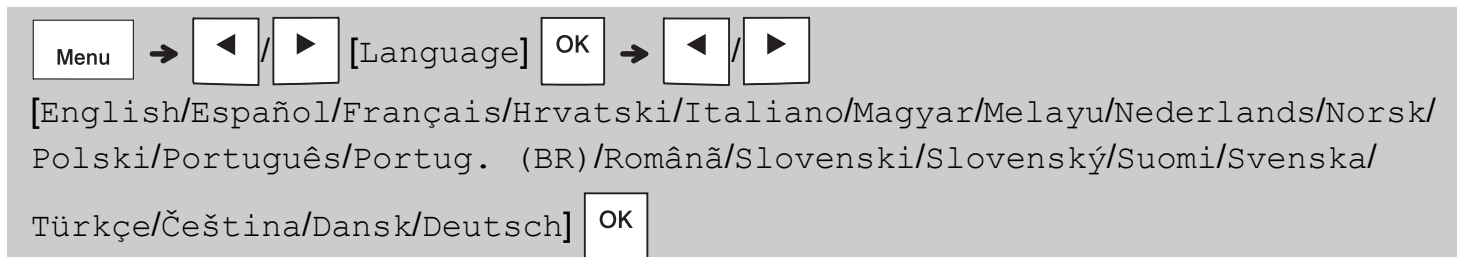 Menu → ◄/► [Language] OK → ◄/►
[English/Español/Français/Hrvatski/Italiano/Magyar/Melayu/Nederlands/Norsk/
Polski/Português/Portug. (BR)/Românã/Slovenski/Slovenský/Suomi/Svenska/
Türkçe/Čeština/Dansk/Deutsch] OK